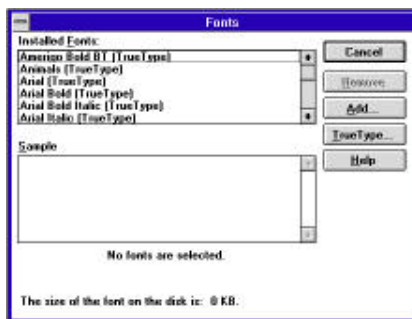 Fonts
Installed Fonts:
Amerigo Bold BT (TrueType)
Animals (TrueType)
Arial (TrueType)
Arial Bold (TrueType)
Arial Bold Italic (TrueType)
Arial Italic (TrueType)
Cancel
Remove
Add...
TrueType...
Help
Sample
No fonts are selected.
The size of the font on the disk is: 0 KB.